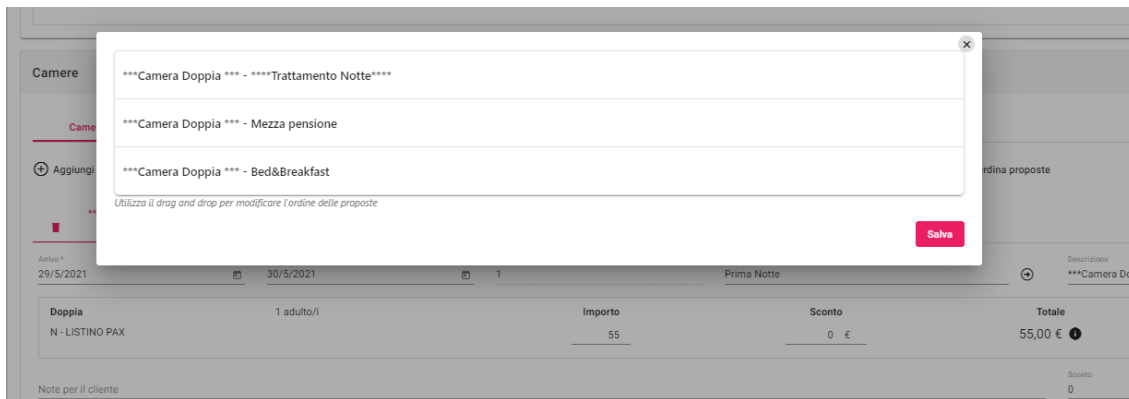 ***Camera Doppia *** - ****Trattamento Notte****
***Camera Doppia *** - Mezza pensione
***Camera Doppia *** - Bed&Breakfast
Utilizza il drag and drop per modificare l'ordine delle proposte
Salva
Camere
Came
Aggiungi
rdina proposte
**
Arrivo *
Descrizione
29/5/2021 30/5/2021 1 Prima Notte ***Camera Do
Doppia 1 adulto/i Importo Sconto Totale
N - LISTINO PAX 55 0 € 55,00 €
Sconto
Note per il cliente 0